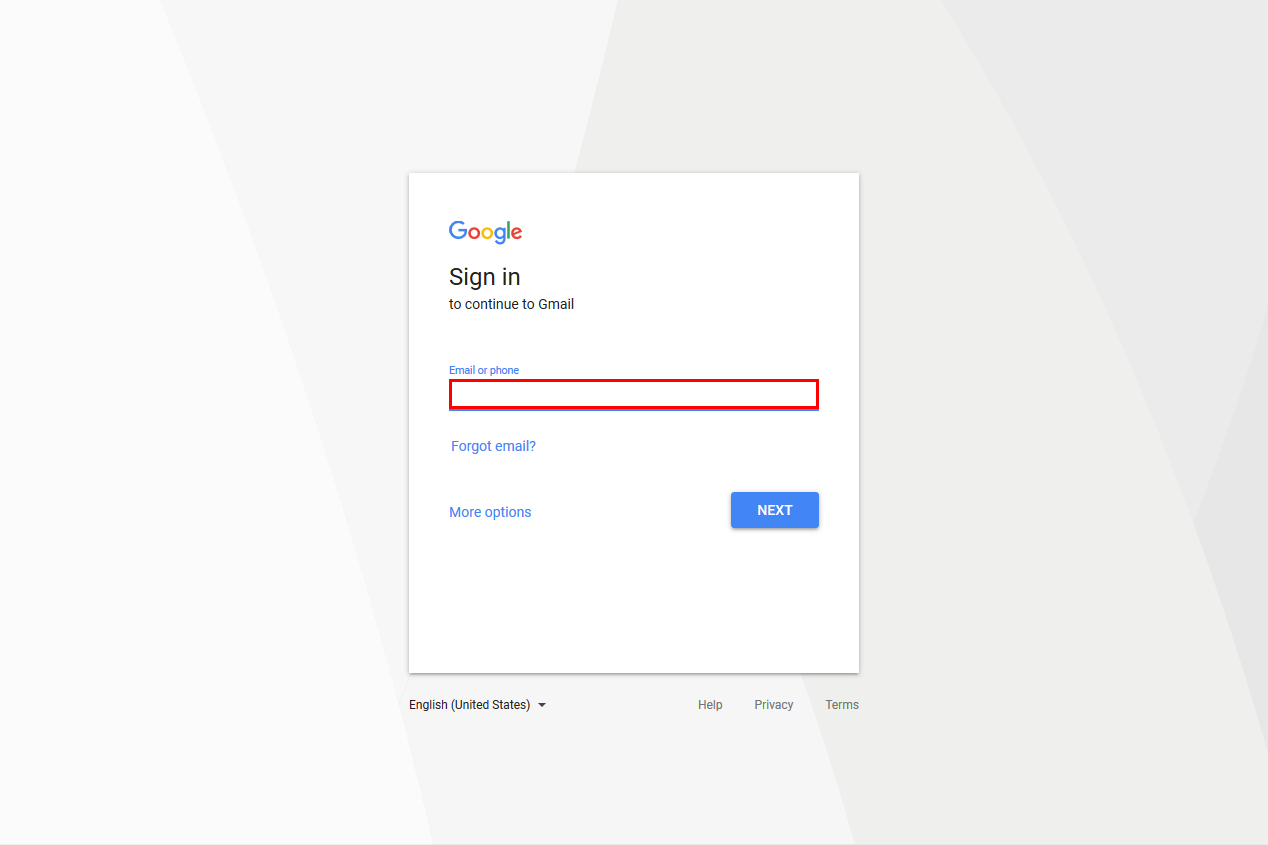 Google
Sign in
to continue to Gmail
Email or phone
Forgot email?
More options
NEXT
English (United States)
Help
Privacy
Terms